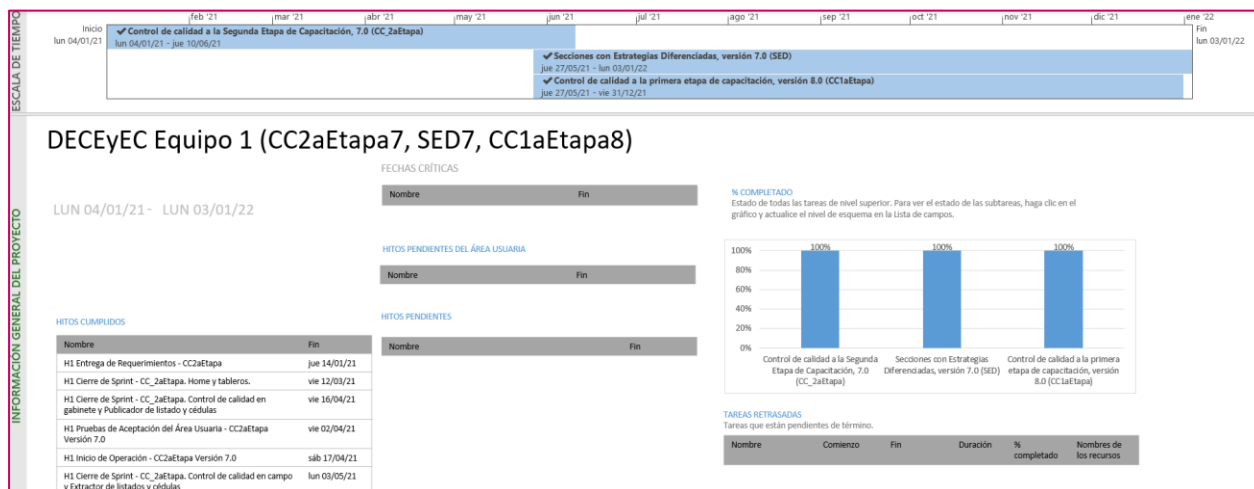 ESCALA DE TIEMPO
feb '21 mar '21 abr '21 may '21 jun '21 jul '21 ago '21 sep '21 oct '21 nov '21 dic '21 ene '22
Inicio
lun 04/01/21
✔Control de calidad a la Segunda Etapa de Capacitación, 7.0 (CC_2aEtapa)
lun 04/01/21 - jue 10/06/21
Fin
lun 03/01/22
✔Secciones con Estrategias Diferenciadas, versión 7.0 (SED)
jue 27/05/21 - lun 03/01/22
✔Control de calidad a la primera etapa de capacitación, versión 8.0 (CC1aEtapa)
jue 27/05/21 - vie 31/12/21
INFORMACIÓN GENERAL DEL PROYECTO
DECEyEC Equipo 1 (CC2aEtapa7, SED7, CC1aEtapa8)
LUN 04/01/21 - LUN 03/01/22
HITOS CUMPLIDOS
Nombre Fin
H1 Entrega de Requerimientos - CC2aEtapa jue 14/01/21
H1 Cierre de Sprint - CC_2aEtapa. Home y tableros. vie 12/03/21
H1 Cierre de Sprint - CC_2aEtapa. Control de calidad en vie 16/04/21
gabinete y Publicador de listado y cédulas
H1 Pruebas de Aceptación del Área Usuaria - CC2aEtapa vie 02/04/21
Versión 7.0
H1 Inicio de Operación - CC2aEtapa Versión 7.0 sáb 17/04/21
H1 Cierre de Sprint - CC_2aEtapa. Control de calidad en campo lun 03/05/21
y Extractor de listados y cédulas
FECHAS CRÍTICAS
Nombre Fin
HITOS PENDIENTES DEL ÁREA USUARIA
Nombre Fin
HITOS PENDIENTES
Nombre Fin
% COMPLETADO
Estado de todas las tareas de nivel superior. Para ver el estado de las subtareas, haga clic en el
gráfico y actualice el nivel de esquema en la Lista de campos.
100% 100% 100%
100%
80%
60%
40%
20%
0%
Control de calidad a la Segunda
Etapa de Capacitación, 7.0
(CC_2aEtapa)
Secciones con Estrategias
Diferenciadas, versión 7.0 (SED)
Control de calidad a la primera
etapa de capacitación, versión
8.0 (CC1aEtapa)
TAREAS RETRASADAS
Tareas que están pendientes de término.
Nombre Comienzo Fin Duración % completado Nombres de los recursos